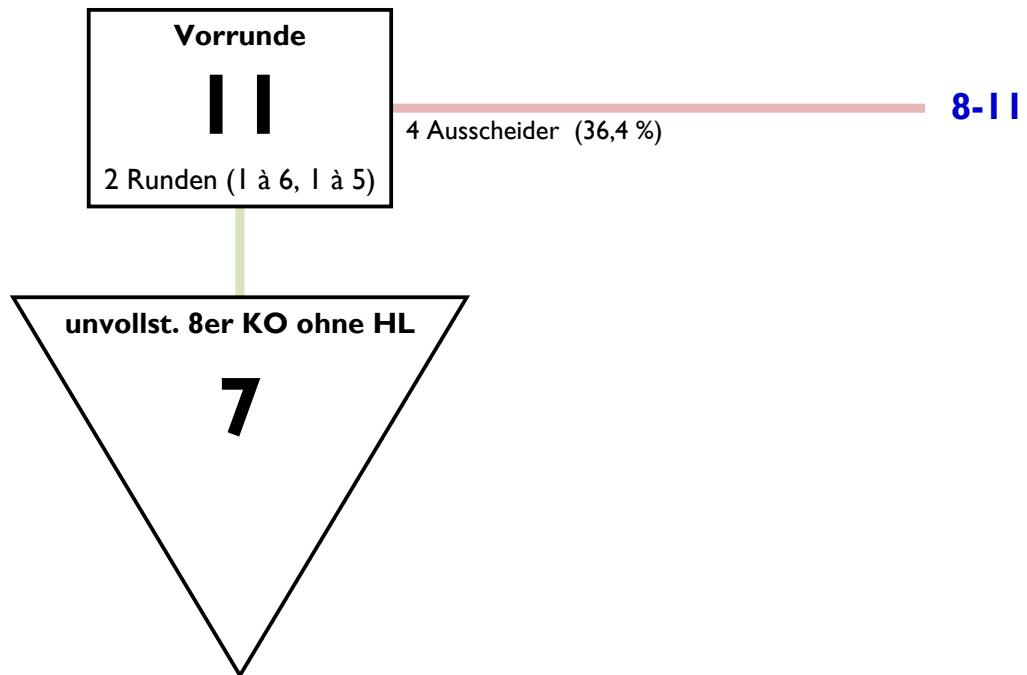 Vorrunde
11
2 Runden (1 à 6, 1 à 5)
4 Ausscheider (36,4 %)
8-11
unvollst. 8er KO ohne HL
7